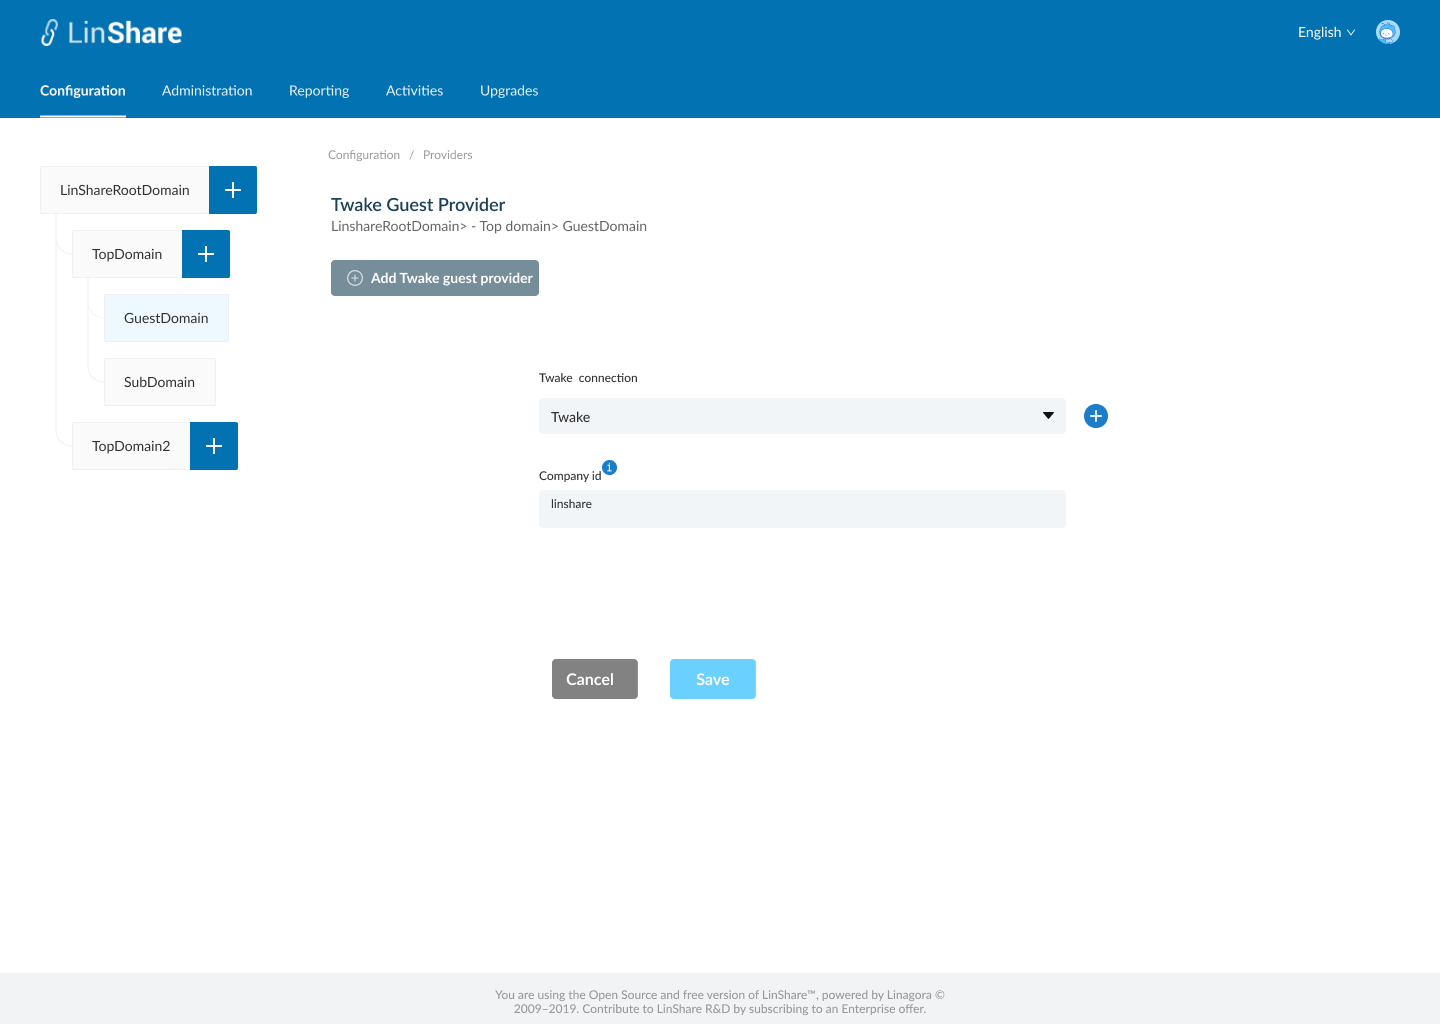 LinShare
English
Configuration Administration Reporting Activities Upgrades
Configuration / Providers
LinShareRootDomain
TopDomain
GuestDomain
SubDomain
TopDomain2
Twake Guest Provider
LinshareRootDomain> - Top domain> GuestDomain
Add Twake guest provider
Twake connection
Twake
Company id
linshare
Cancel Save
You are using the Open Source and free version of LinShare™, powered by Linagora ©
2009–2019. Contribute to LinShare R&D by subscribing to an Enterprise offer.